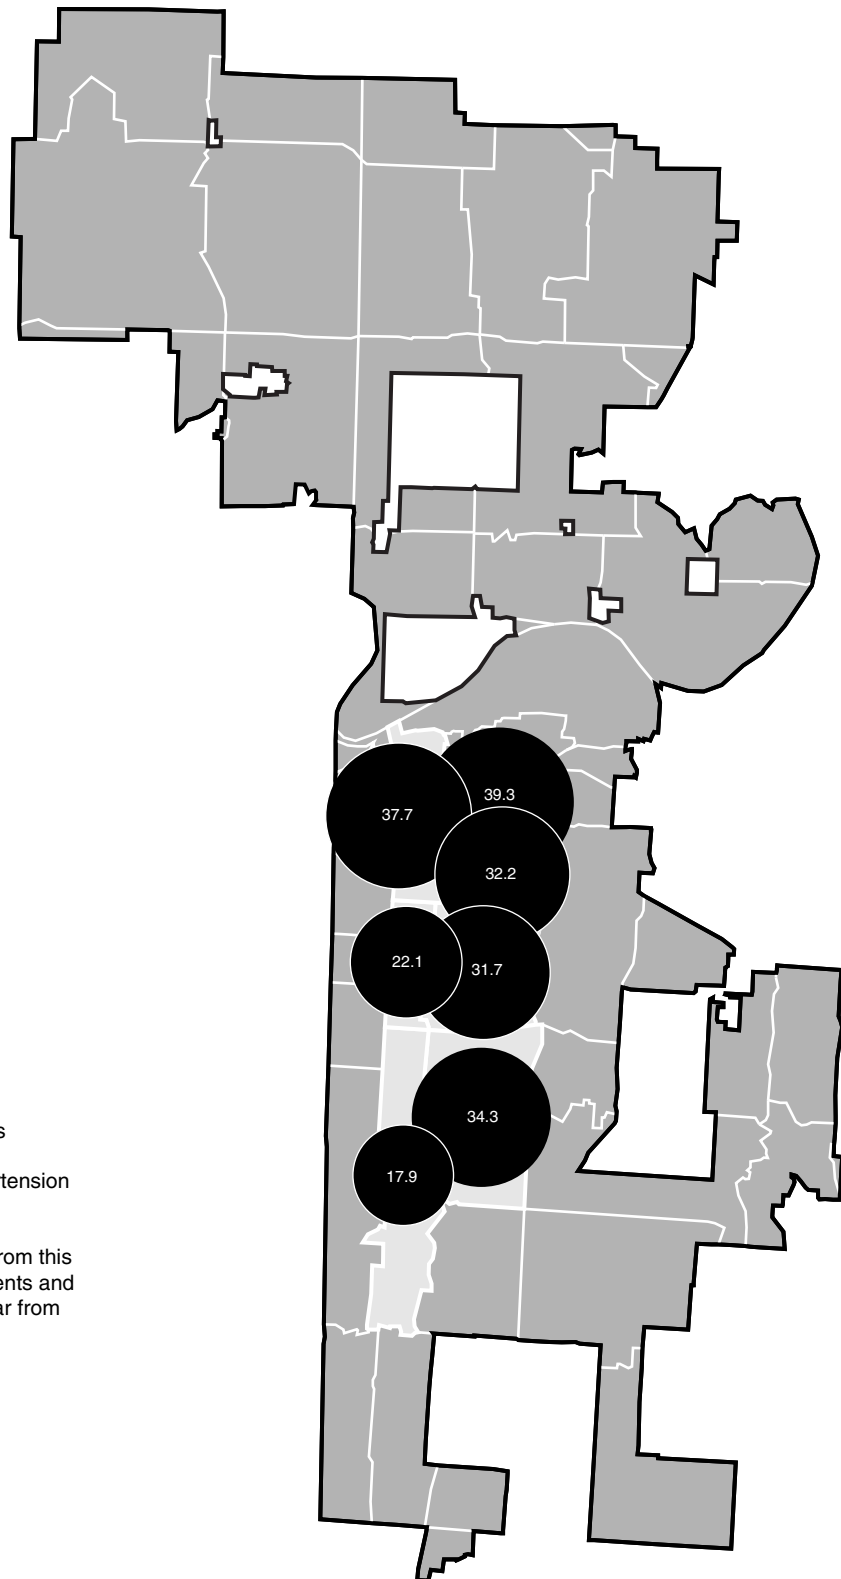 39.3
37.7
32.2
22.1
31.7
34.3
17.9
s
tension
rom this
ents and
ar from